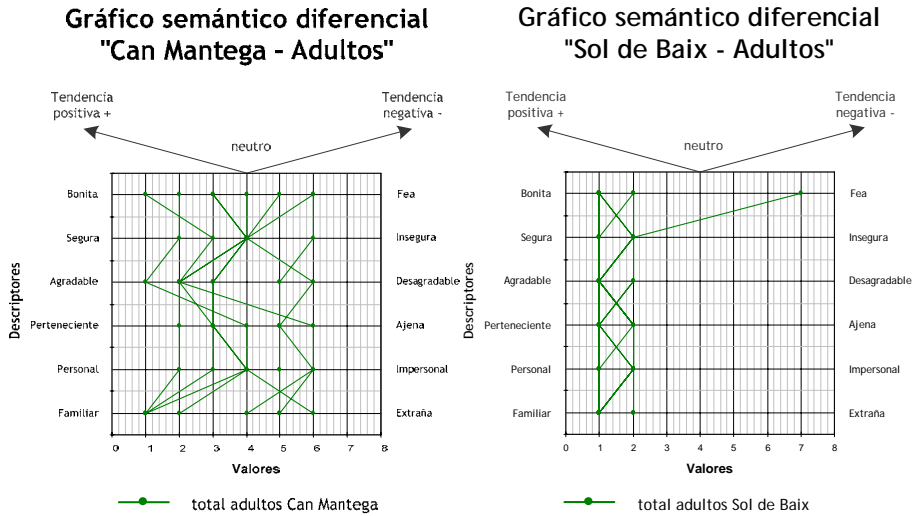 Gráfico semántico diferencial
"Can Mantega - Adultos"
Tendencia
positiva +
Tendencia
negativa -
neutro
Descriptores
Bonita
Fea
Segura
Insegura
Agradable
Desagradable
Perteneciente
Ajena
Personal
Impersonal
Familiar
Extraña
0 1 2 3 4 5 6 7 8
Valores
total adultos Can Mantega
Gráfico semántico diferencial
"Sol de Baix - Adultos"
Tendencia
positiva +
Tendencia
negativa -
neutro
Descriptores
Bonita
Fea
Segura
Insegura
Agradable
Desagradable
Perteneciente
Ajena
Personal
Impersonal
Familiar
Extraña
0 1 2 3 4 5 6 7 8
Valores
total adultos Sol de Baix